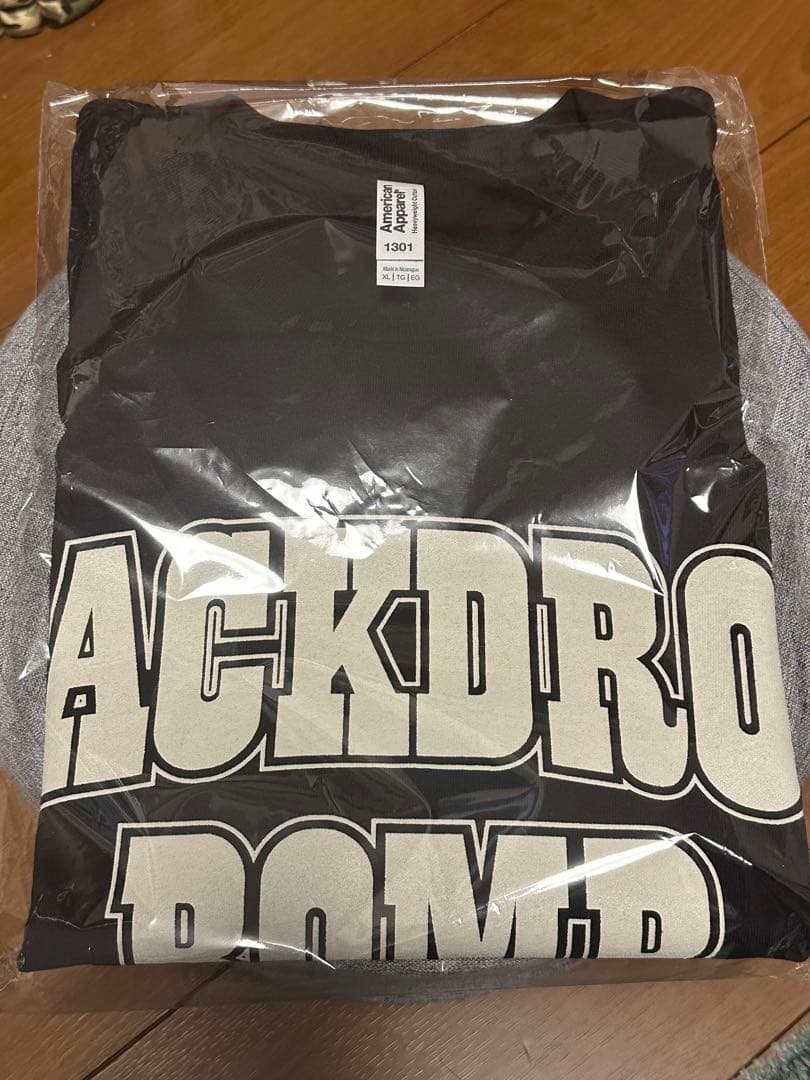 American
Apparel
Heavyweight Cotton
1301
Made in Nicaragua
XL | TG | EG
ACKDRO
BOMB